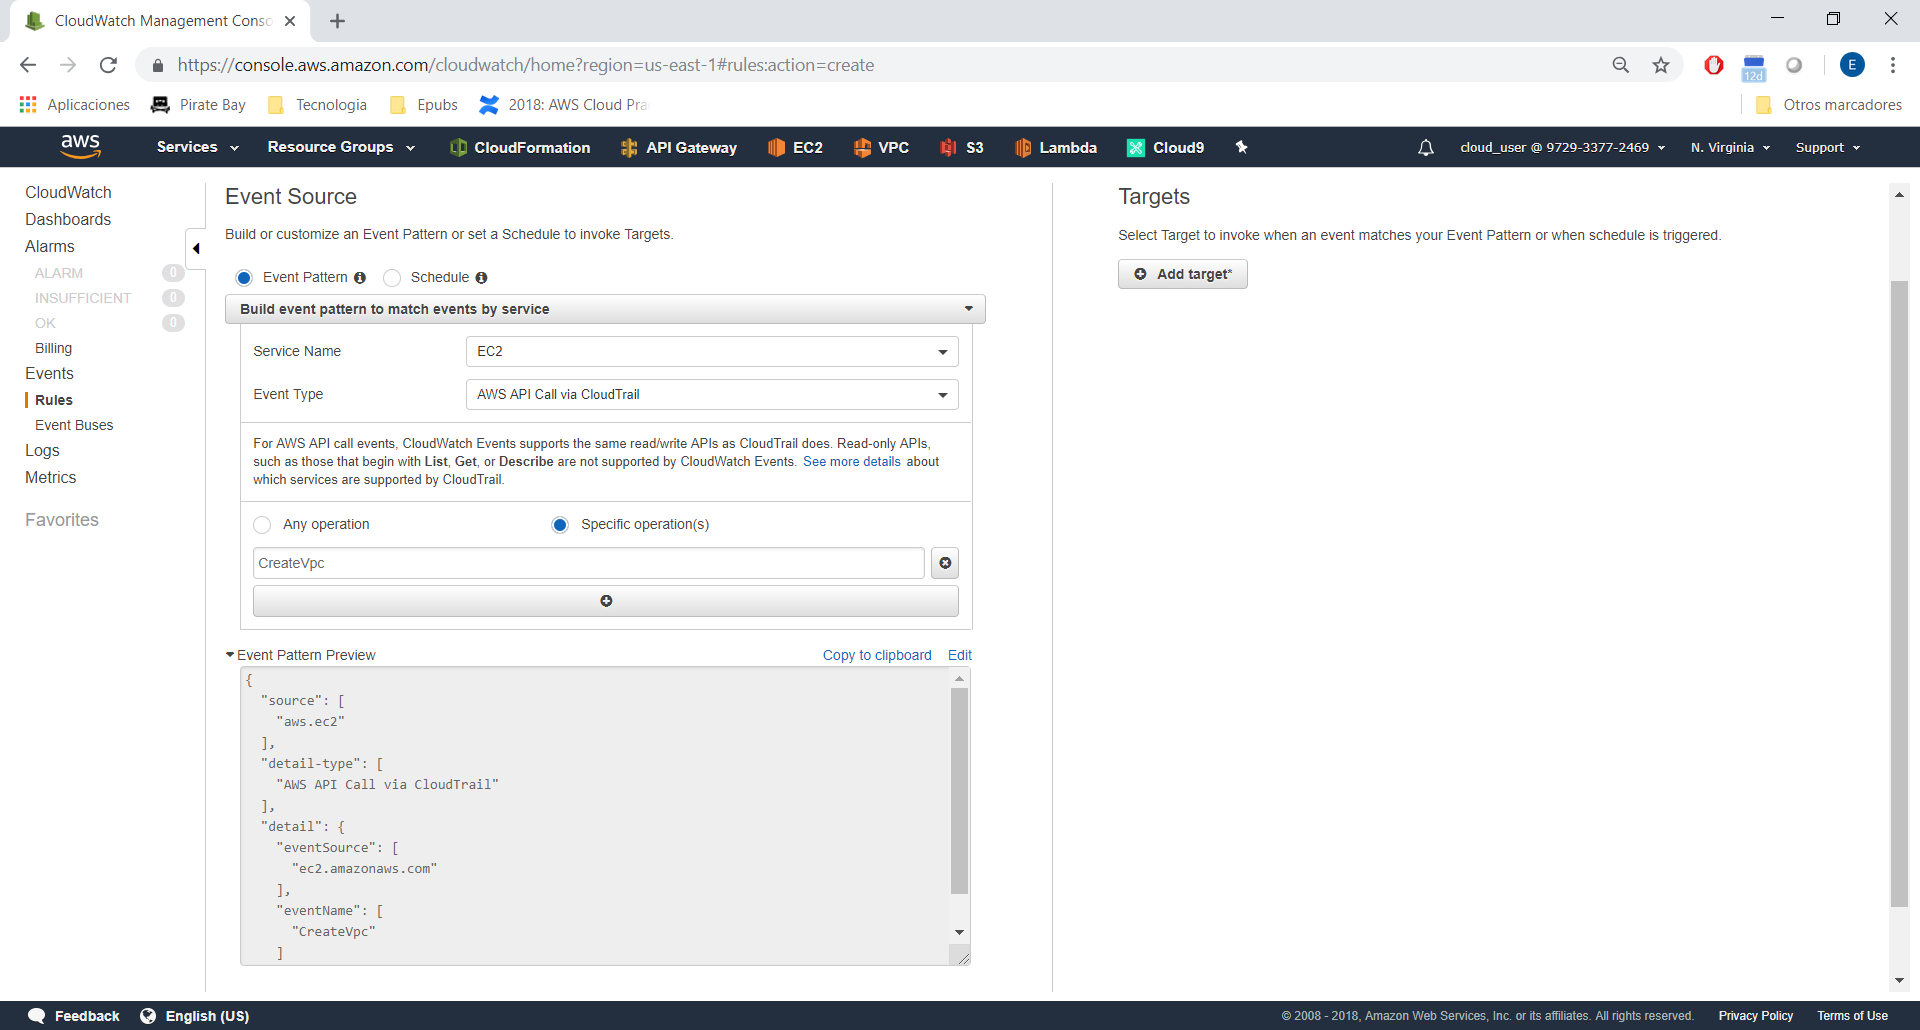 CloudWatch Management Conso
https://console.aws.amazon.com/cloudwatch/home?region=us-east-1#rules:action=create
12d
E
Aplicaciones Pirate Bay Tecnologia Epubs 2018: AWS Cloud Pra Otros marcadores
aws Services Resource Groups CloudFormation API Gateway EC2 VPC S3 Lambda Cloud9 cloud_user @ 9729-3377-2469 N. Virginia Support
CloudWatch
Dashboards
Alarms
ALARM 0
INSUFFICIENT 0
OK 0
Billing
Events
Rules
Event Buses
Logs
Metrics
Favorites
Event Source
Build or customize an Event Pattern or set a Schedule to invoke Targets.
Event Pattern Schedule
Build event pattern to match events by service
Service Name EC2
Event Type AWS API Call via CloudTrail
For AWS API call events, CloudWatch Events supports the same read/write APIs as CloudTrail does. Read-only APIs,
such as those that begin with List, Get, or Describe are not supported by CloudWatch Events. See more details about
which services are supported by CloudTrail.
Any operation Specific operation(s)
CreateVpc
Event Pattern Preview Copy to clipboard Edit
{
"source": [
"aws.ec2"
],
"detail-type": [
"AWS API Call via CloudTrail"
],
"detail": {
"eventSource": [
"ec2.amazonaws.com"
],
"eventName": [
"CreateVpc"
]
Targets
Select Target to invoke when an event matches your Event Pattern or when schedule is triggered.
Add target*
Feedback English (US) © 2008 - 2018, Amazon Web Services, Inc. or its affiliates. All rights reserved. Privacy Policy Terms of Use